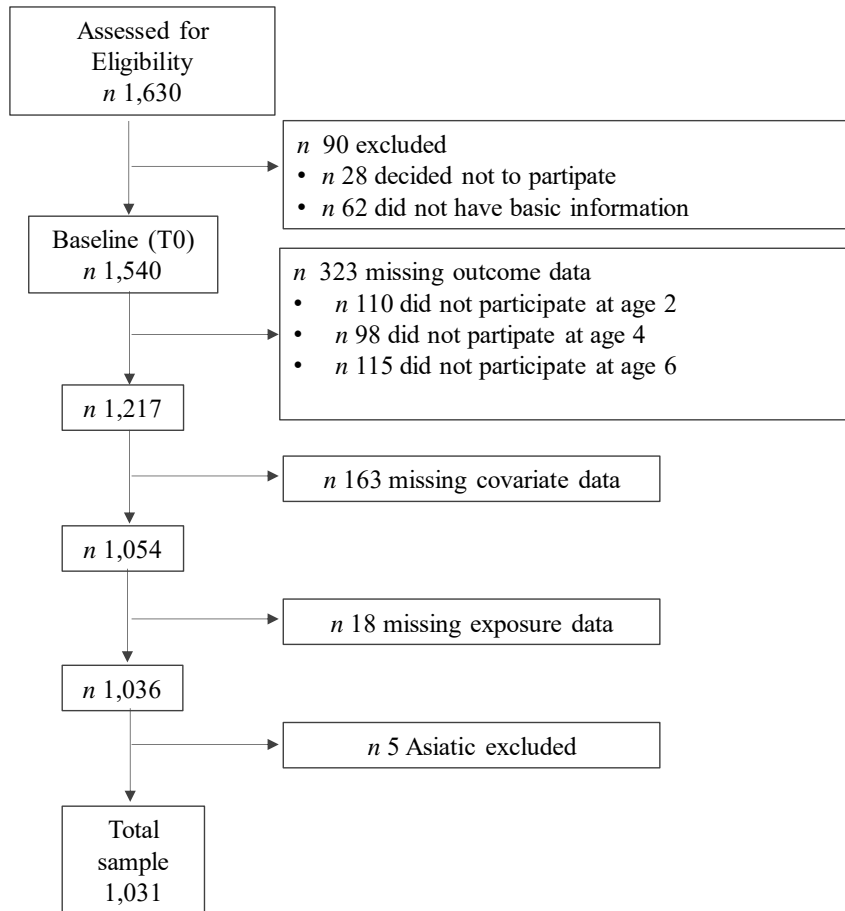 Assessed for
Eligibility
n 1,630
n 90 excluded
• n 28 decided not to partipate
• n 62 did not have basic information
Baseline (T0)
n 1,540
n 323 missing outcome data
• n 110 did not participate at age 2
• n 98 did not partipate at age 4
• n 115 did not participate at age 6
n 1,217
n 163 missing covariate data
n 1,054
n 18 missing exposure data
n 1,036
n 5 Asiatic excluded
Total
sample
1,031